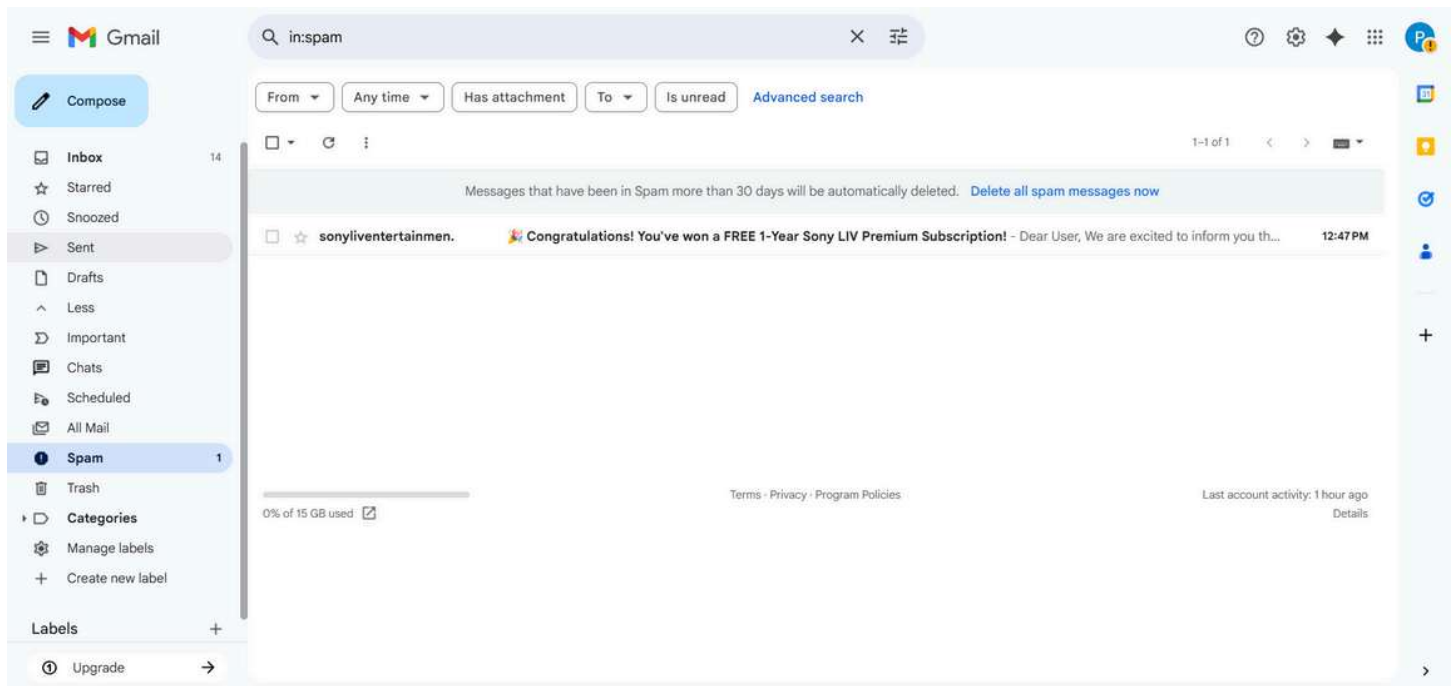 Gmail
in:spam
Compose
From Any time Has attachment To Is unread Advanced search
1–1 of 1
Inbox 14
Starred
Snoozed
Sent
Drafts
Less
Important
Chats
Scheduled
All Mail
Spam 1
Trash
Categories
Manage labels
Create new label
Labels
Upgrade
Messages that have been in Spam more than 30 days will be automatically deleted. Delete all spam messages now
sonyliventertainmen. 🎉 Congratulations! You've won a FREE 1-Year Sony LIV Premium Subscription! - Dear User, We are excited to inform you th... 12:47 PM
0% of 15 GB used
Terms · Privacy · Program Policies
Last account activity: 1 hour ago
Details
P
31